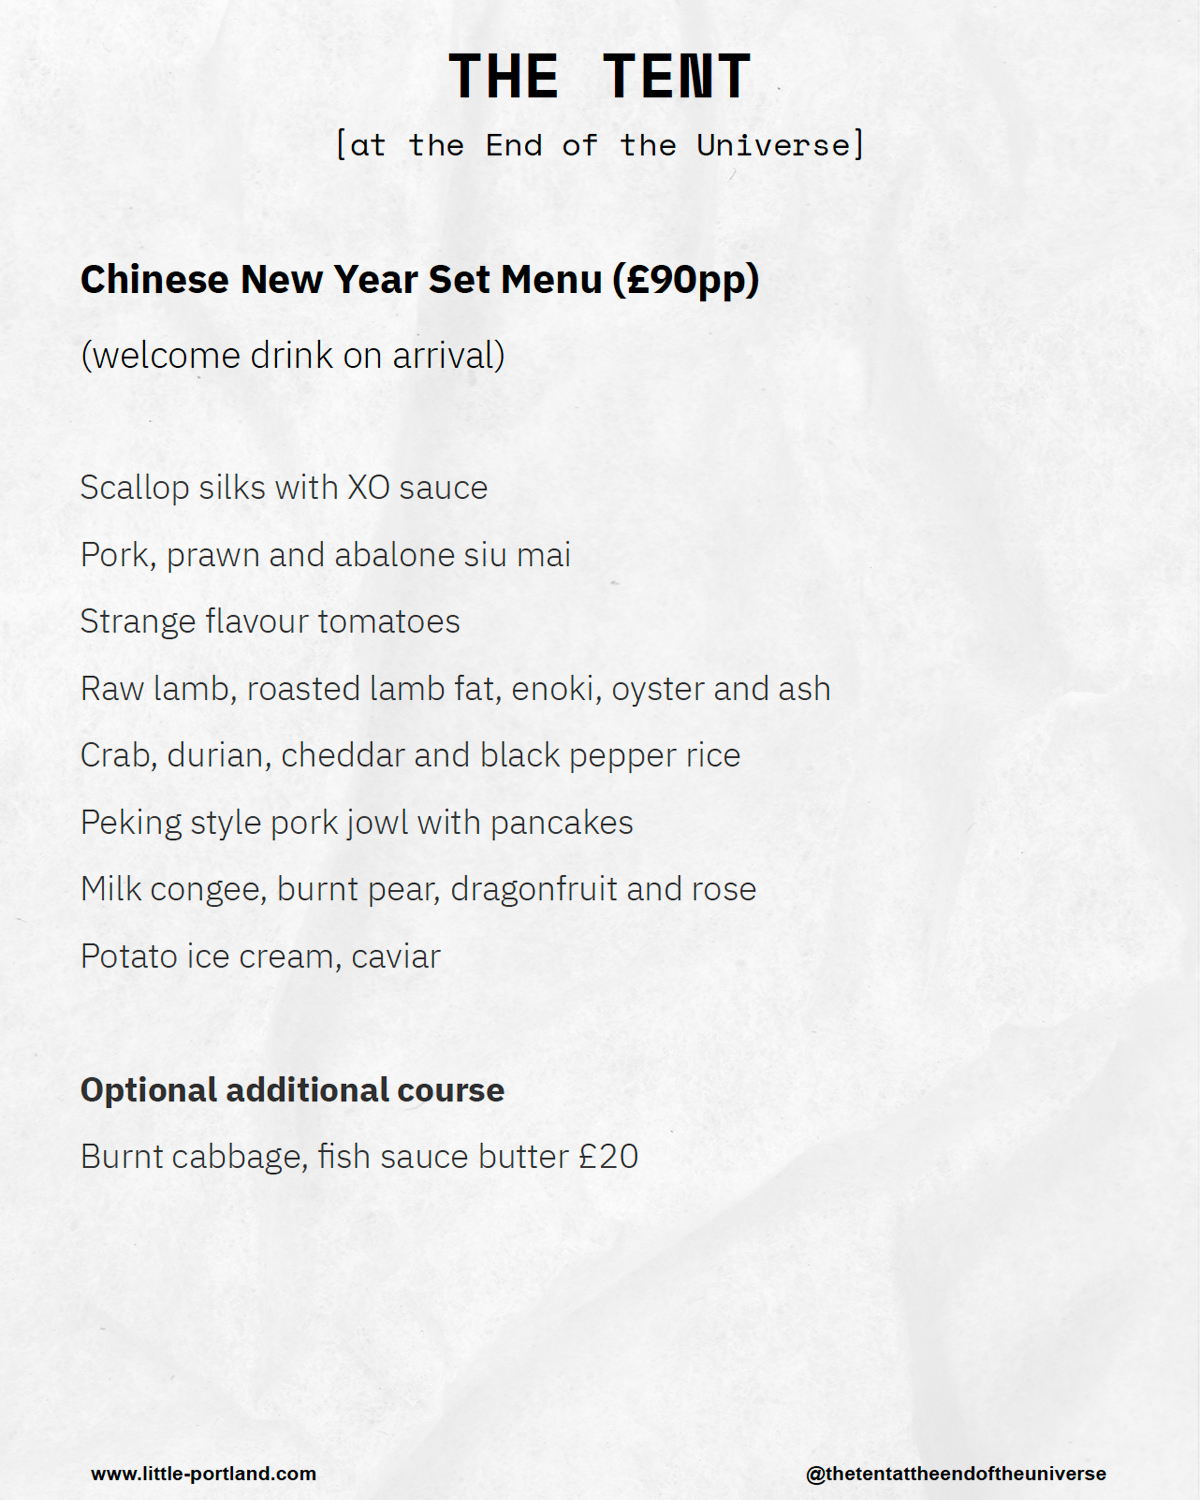 THE TENT
[at the End of the Universe]
Chinese New Year Set Menu (£90pp)
(welcome drink on arrival)
Scallop silks with XO sauce
Pork, prawn and abalone siu mai
Strange flavour tomatoes
Raw lamb, roasted lamb fat, enoki, oyster and ash
Crab, durian, cheddar and black pepper rice
Peking style pork jowl with pancakes
Milk congee, burnt pear, dragonfruit and rose
Potato ice cream, caviar
Optional additional course
Burnt cabbage, fish sauce butter £20
www.little-portland.com
@thetentattheendoftheuniverse